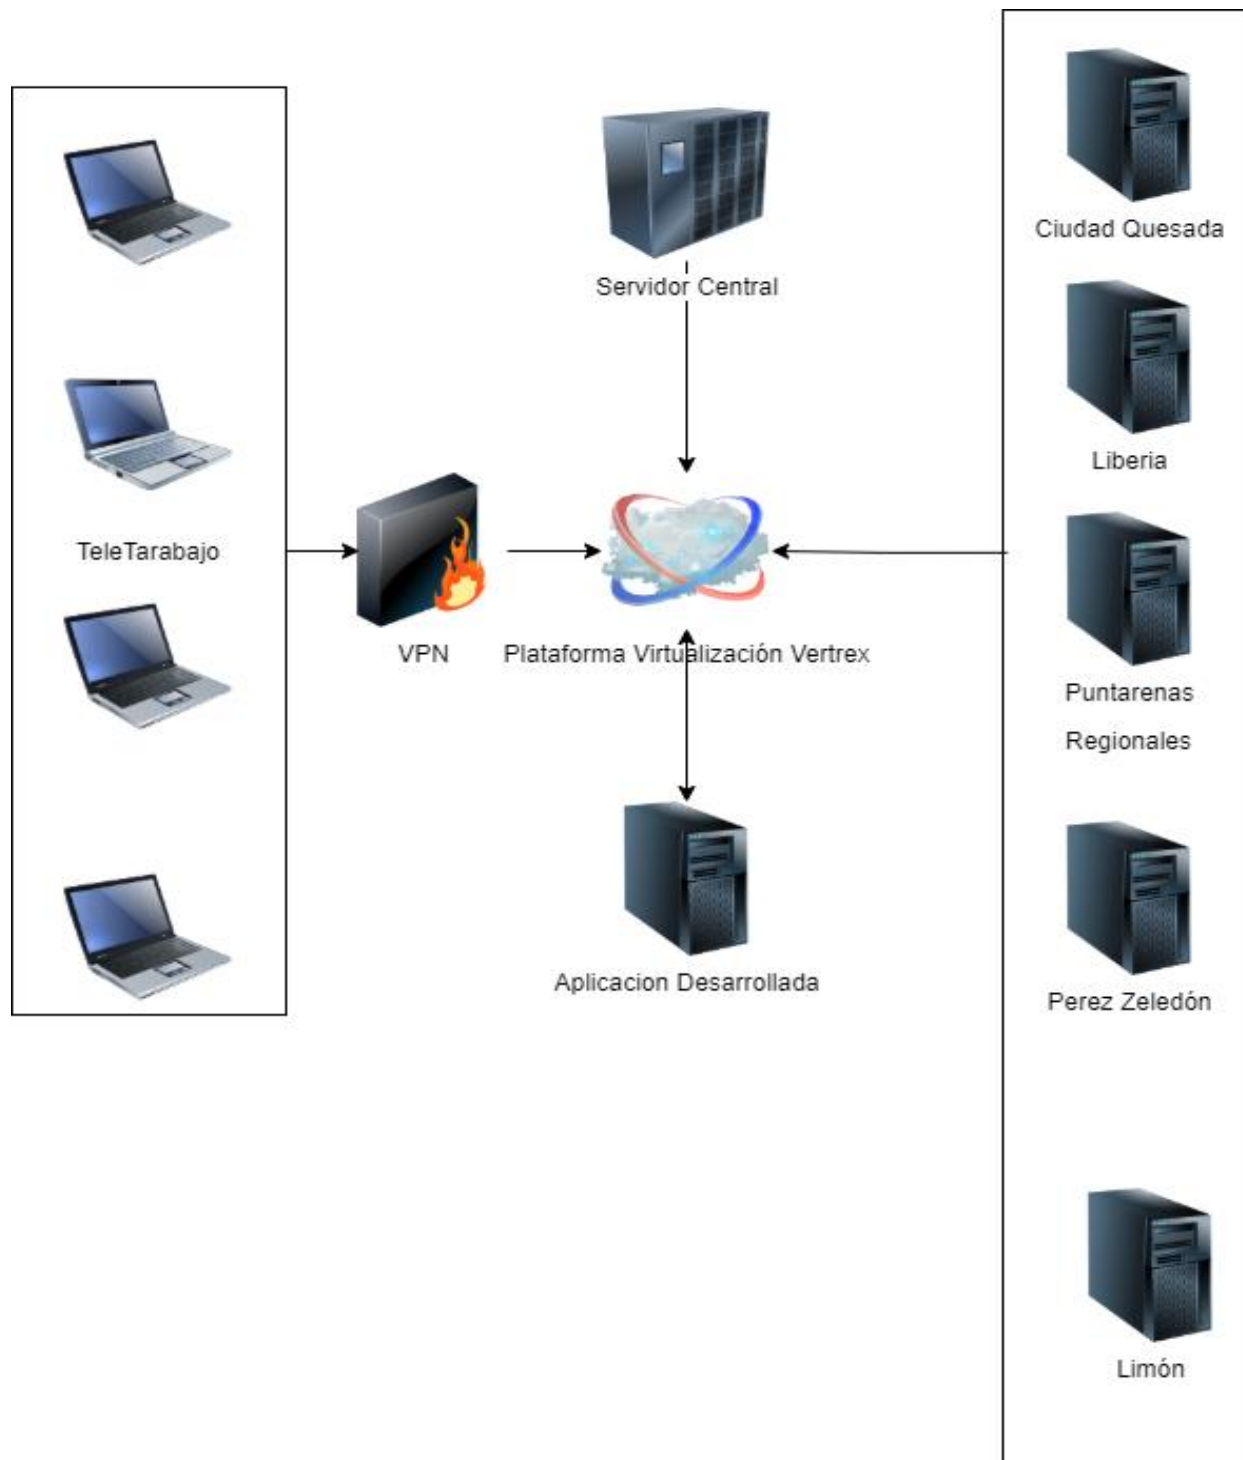 Ciudad Quesada
Servidor Central
Liberia
TeleTarabajo
VPN
Plataforma Virtualización Vertrex
Puntarenas
Regionales
Aplicacion Desarrollada
Perez Zeledón
Limón